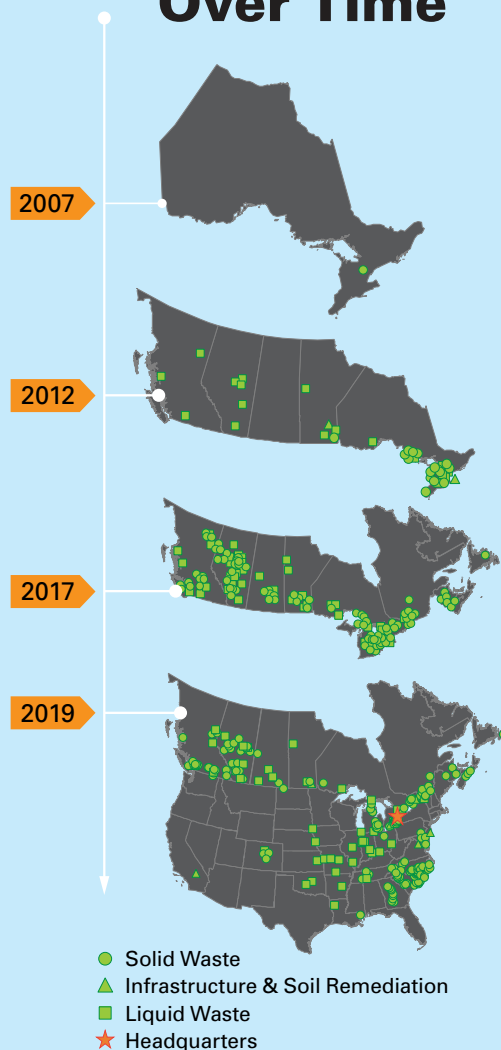 Over Time
2007
2012
2017
2019
Solid Waste
Infrastructure & Soil Remediation
Liquid Waste
Headquarters